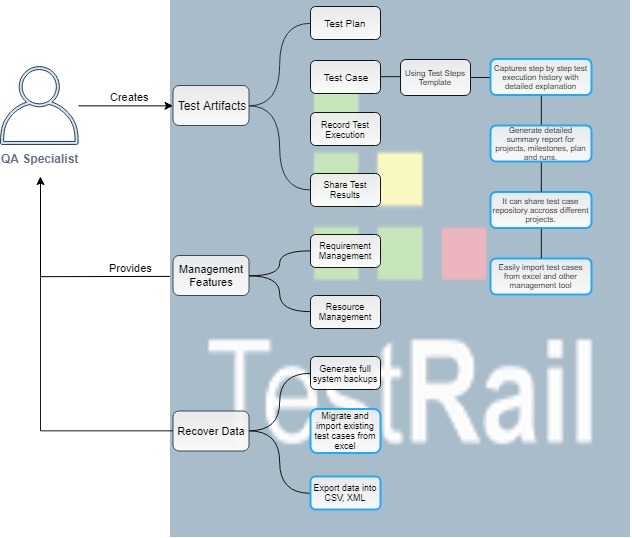 Test Plan
Creates
Test Artifacts
Test Case
Using Test Steps
Template
Captures step by step test
execution history with
detailed explanation
QA Specialist
Record Test
Execution
Generate detailed
summary report for
projects, milestones, plan
and runs.
Share Test
Results
It can share test case
repository accross different
projects.
Provides
Management
Features
Requirement
Management
Easily import test cases
from excel and other
management tool
Resource
Management
TestRail
Generate full
system backups
Recover Data
Migrate and
import existing
test cases from
excel
Export data into
CSV, XML